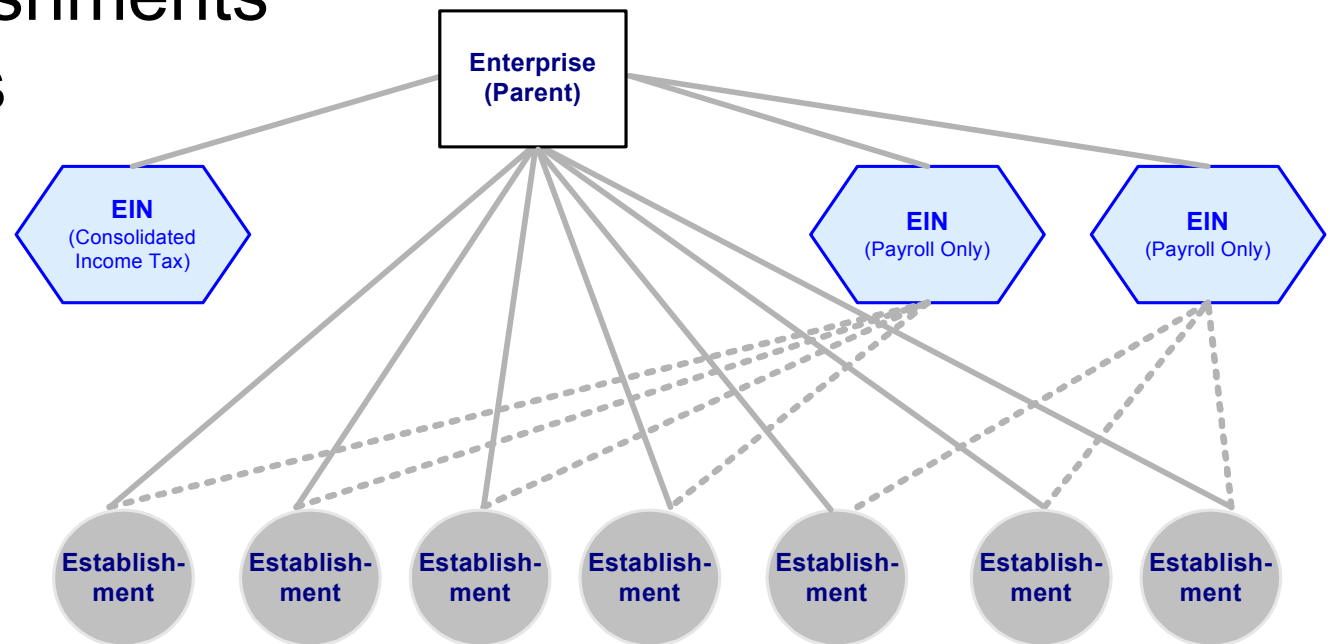 shments
s
Enterprise
(Parent)
EIN
(Consolidated
Income Tax)
EIN
(Payroll Only)
EIN
(Payroll Only)
Establish-
ment
Establish-
ment
Establish-
ment
Establish-
ment
Establish-
ment
Establish-
ment
Establish-
ment